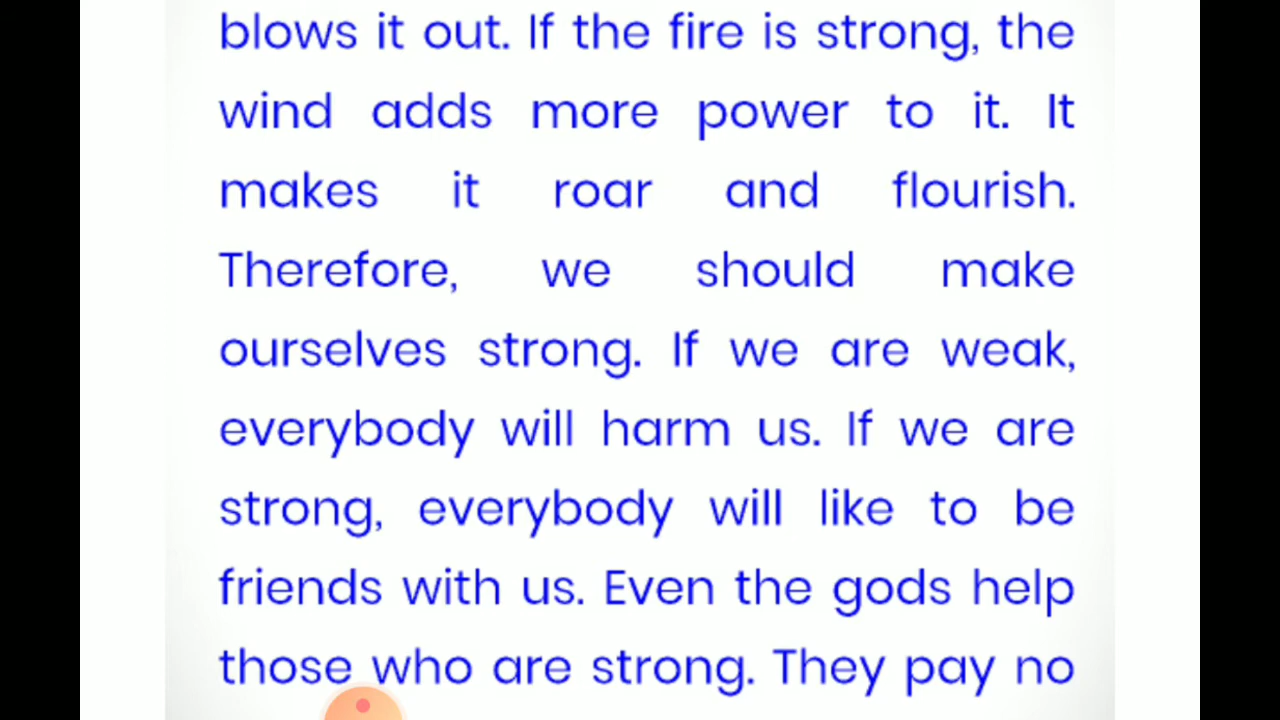 blows it out. If the fire is strong, the
wind adds more power to it. It
makes it roar and flourish.
Therefore, we should make
ourselves strong. If we are weak,
everybody will harm us. If we are
strong, everybody will like to be
friends with us. Even the gods help
those who are strong. They pay no